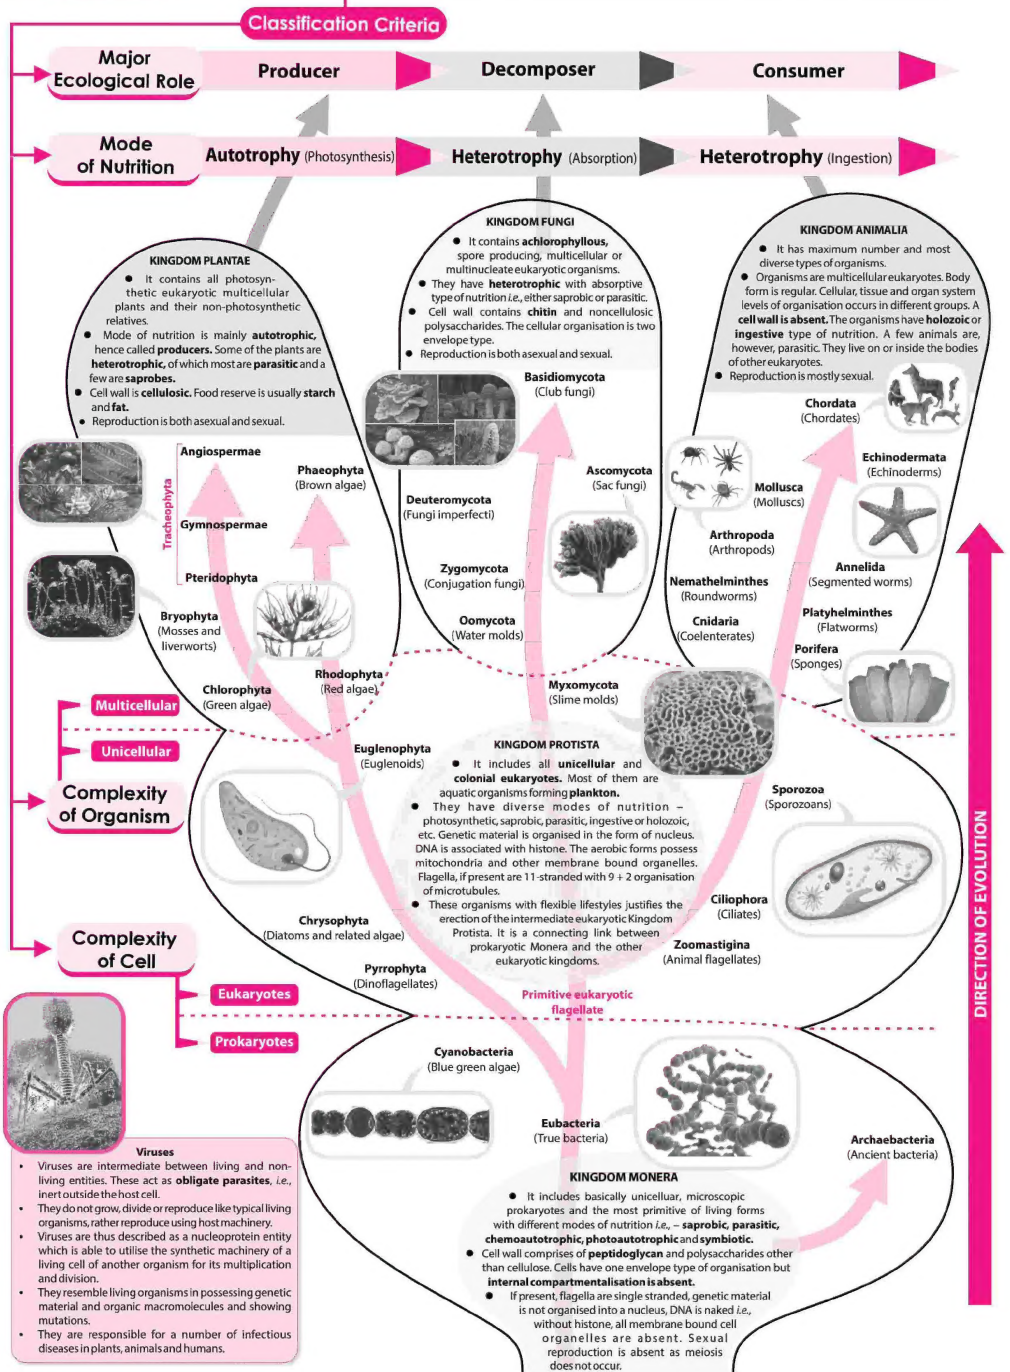 Classification Criteria
Major
Ecological Role
Producer
Decomposer
Consumer
Mode
of Nutrition
Autotrophy (Photosynthesis)
Heterotrophy (Absorption)
Heterotrophy (Ingestion)
KINGDOM PLANTAE
● It contains all photosyn-
thetic eukaryotic multicellular
plants and their non-photosynthetic
relatives.
● Mode of nutrition is mainly autotrophic,
hence called producers. Some of the plants are
heterotrophic, of which most are parasitic and a
few are saprobes.
● Cell wall is cellulosic. Food reserve is usually starch
and fat.
● Reproduction is both asexual and sexual.
KINGDOM FUNGI
● It contains achlorophyllous,
spore producing, multicellular or
multinucleate eukaryotic organisms.
● They have heterotrophic with absorptive
type of nutrition i.e., either saprobic or parasitic.
● Cell wall contains chitin and noncellulosic
polysaccharides. The cellular organisation is two
envelope type.
● Reproduction is both asexual and sexual.
KINGDOM ANIMALIA
● It has maximum number and most
diverse types of organisms.
● Organisms are multicellular eukaryotes. Body
form is regular. Cellular, tissue and organ system
levels of organisation occurs in different groups. A
cell wall is absent. The organisms have holozoic or
ingestive type of nutrition. A few animals are,
however, parasitic. They live on or inside the bodies
of other eukaryotes.
● Reproduction is mostly sexual.
Angiospermae
Phaeophyta
(Brown algae)
Tracheophyta
Gymnospermae
Pteridophyta
Bryophyta
(Mosses and
liverworts)
Rhodophyta
(Red algae)
Chlorophyta
(Green algae)
Basidiomycota
(Club fungi)
Ascomycota
(Sac fungi)
Deuteromycota
(Fungi imperfecti)
Zygomycota
(Conjugation fungi)
Oomycota
(Water molds)
Myxomycota
(Slime molds)
Chordata
(Chordates)
Echinodermata
(Echinoderms)
Mollusca
(Molluscs)
Arthropoda
(Arthropods)
Annelida
(Segmented worms)
Nemathelminthes
(Roundworms)
Platyhelminthes
(Flatworms)
Cnidaria
(Coelenterates)
Porifera
(Sponges)
Multicellular
Unicellular
Complexity
of Organism
Euglenophyta
(Euglenoids)
KINGDOM PROTISTA
● It includes all unicellular and
colonial eukaryotes. Most of them are
aquatic organisms forming plankton.
● They have diverse modes of nutrition –
photosynthetic, saprobic, parasitic, ingestive or holozoic,
etc. Genetic material is organised in the form of nucleus.
DNA is associated with histone. The aerobic forms possess
mitochondria and other membrane bound organelles.
Flagella, if present are 11-stranded with 9 + 2 organisation
of microtubules.
● These organisms with flexible lifestyles justifies the
erection of the intermediate eukaryotic Kingdom
Protista. It is a connecting link between
prokaryotic Monera and the other
eukaryotic kingdoms.
Sporozoa
(Sporozoans)
Ciliophora
(Ciliates)
Zoomastigina
(Animal flagellates)
Chrysophyta
(Diatoms and related algae)
Pyrrophyta
(Dinoflagellates)
DIRECTION OF EVOLUTION
Complexity
of Cell
Eukaryotes
Prokaryotes
Primitive eukaryotic
flagellate
Cyanobacteria
(Blue green algae)
Eubacteria
(True bacteria)
Archaebacteria
(Ancient bacteria)
KINGDOM MONERA
● It includes basically unicelluar, microscopic
prokaryotes and the most primitive of living forms
with different modes of nutrition i.e., – saprobic, parasitic,
chemoautotrophic, photoautotrophic and symbiotic.
● Cell wall comprises of peptidoglycan and polysaccharides other
than cellulose. Cells have one envelope type of organisation but
internal compartmentalisation is absent.
● If present, flagella are single stranded, genetic material
is not organised into a nucleus, DNA is naked i.e.,
without histone, all membrane bound cell
organelles are absent. Sexual
reproduction is absent as meiosis
does not occur.
Viruses
• Viruses are intermediate between living and non-
living entities. These act as obligate parasites, i.e.,
inert outside the host cell.
• They do not grow, divide or reproduce like typical living
organisms, rather reproduce using host machinery.
• Viruses are thus described as a nucleoprotein entity
which is able to utilise the synthetic machinery of a
living cell of another organism for its multiplication
and division.
• They resemble living organisms in possessing genetic
material and organic macromoiecules and showing
mutations.
• They are responsible for a number of infectious
diseases in plants, animals and humans.